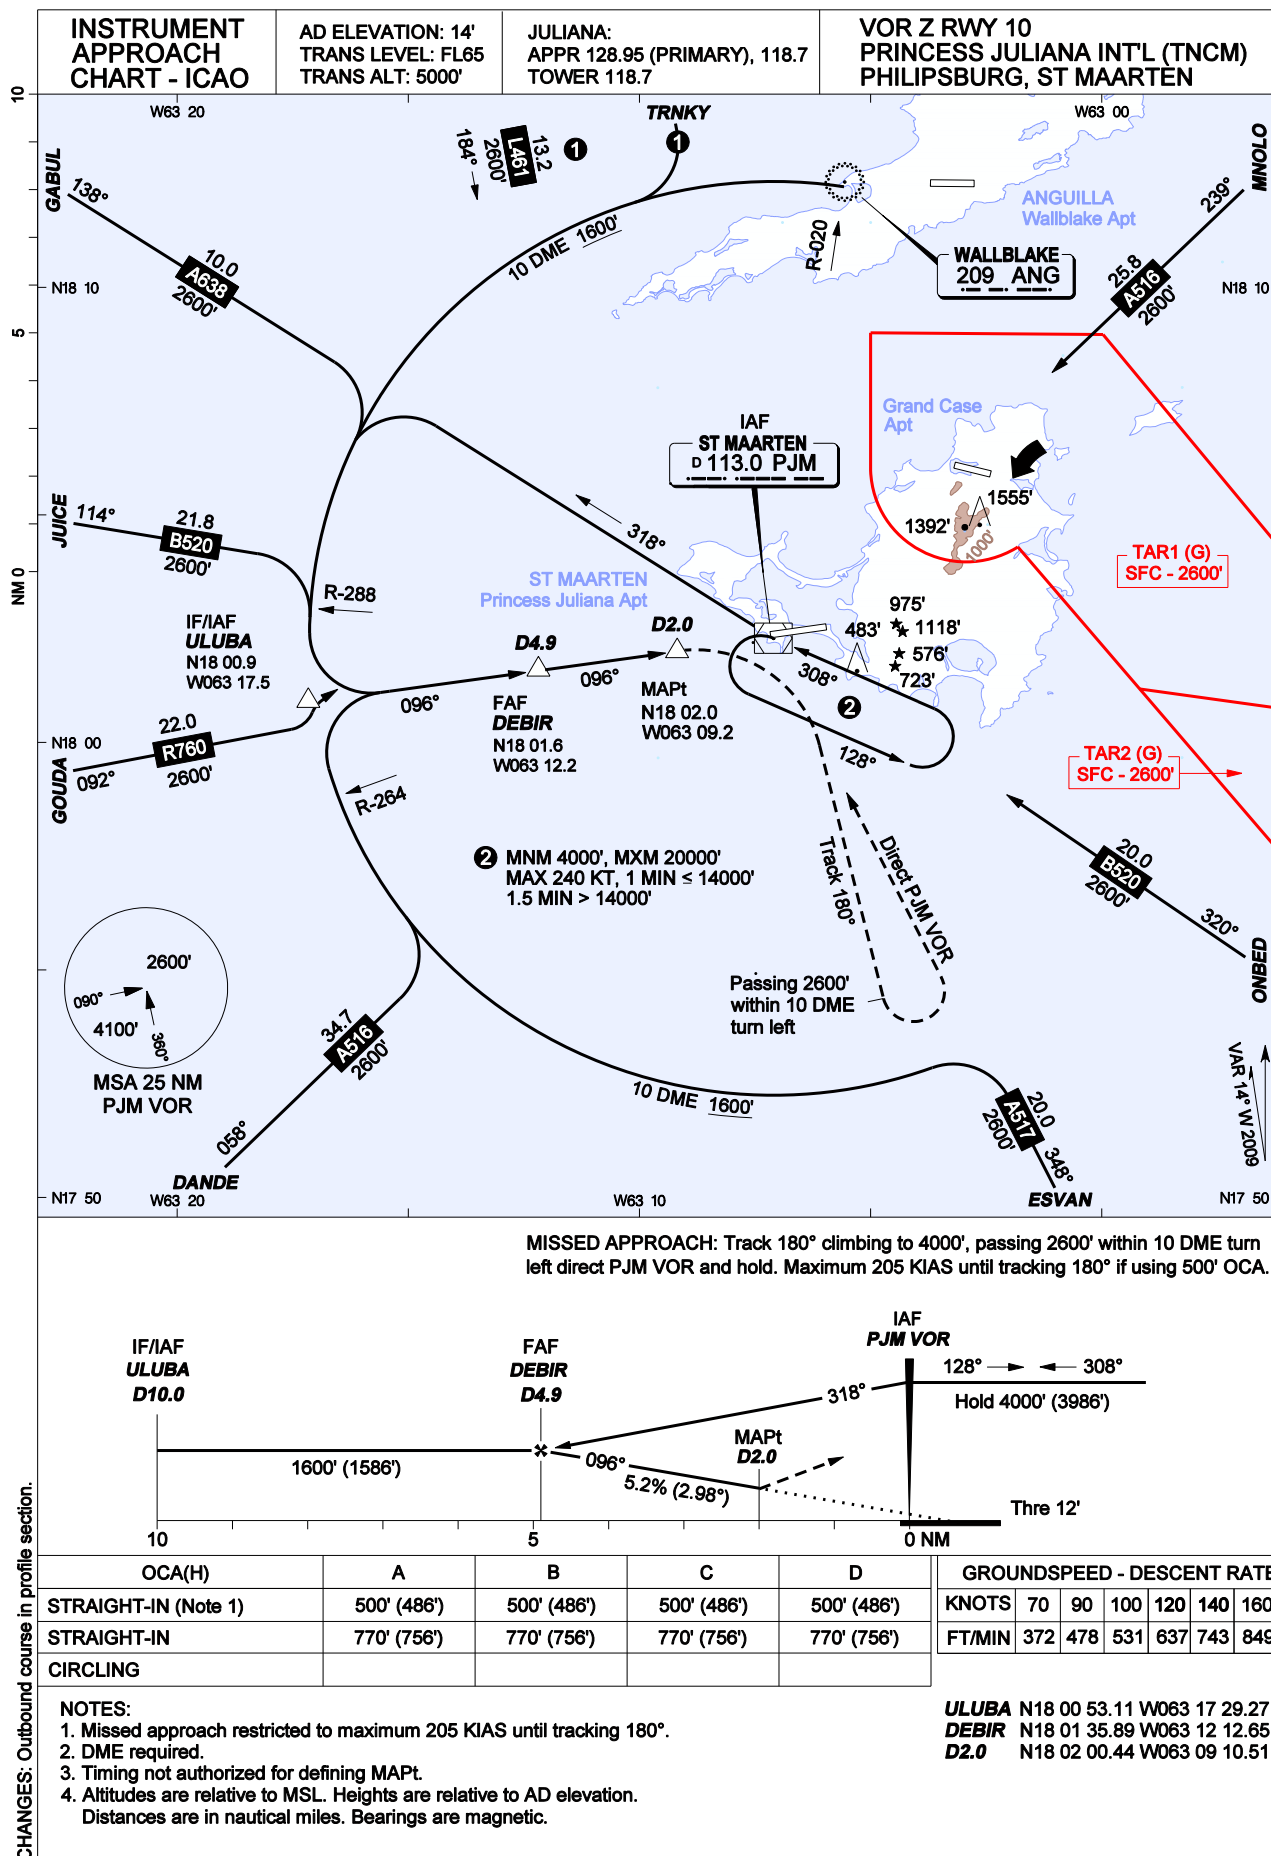 INSTRUMENT
APPROACH
CHART - ICAO
AD ELEVATION: 14'
TRANS LEVEL: FL65
TRANS ALT: 5000'
JULIANA:
APPR 128.95 (PRIMARY), 118.7
TOWER 118.7
VOR Z RWY 10
PRINCESS JULIANA INT'L (TNCM)
PHILIPSBURG, ST MAARTEN
10
W63 20
W63 00
TRNKY
1
1
184°
L461
13.2
2600'
GABUL
138°
10.0
A638
2600'
10 DME 1600'
R-020
ANGUILLA
Wallblake Apt
WALLBLAKE
209 ANG
MNOLO
239°
25.8
A516
2600'
N18 10
N18 10
5
Grand Case
Apt
IAF
ST MAARTEN
D 113.0 PJM
1555'
1392'
1000'
TAR1 (G)
SFC - 2600'
JUICE
114°
21.8
B520
2600'
NM 0
318°
ST MAARTEN
Princess Juliana Apt
R-288
IF/IAF
ULUBA
N18 00.9
W063 17.5
D4.9
D2.0
975'
483'
1118'
576'
723'
308°
096°
096°
FAF
DEBIR
N18 01.6
W063 12.2
MAPt
N18 02.0
W063 09.2
2
128°
N18 00
GOUDA
092°
22.0
R760
2600'
R-264
TAR2 (G)
SFC - 2600'
2 MNM 4000', MXM 20000'
MAX 240 KT, 1 MIN ≤ 14000'
1.5 MIN > 14000'
Track 180°
Direct PJM VOR
20.0
B520
2600'
320°
ONBED
2600'
090°
4100'
360°
MSA 25 NM
PJM VOR
Passing 2600'
within 10 DME
turn left
34.7
A516
2600'
058°
DANDE
10 DME 1600'
20.0
A517
2600'
348°
ESVAN
VAR 14° W 2009
N17 50
W63 20
W63 10
N17 50
MISSED APPROACH: Track 180° climbing to 4000', passing 2600' within 10 DME turn
left direct PJM VOR and hold. Maximum 205 KIAS until tracking 180° if using 500' OCA.
IF/IAF
ULUBA
D10.0
FAF
DEBIR
D4.9
IAF
PJM VOR
128° 308°
318°
Hold 4000' (3986')
MAPt
D2.0
1600' (1586')
096°
5.2% (2.98°)
Thre 12'
10
5
0 NM
OCA(H) A B C D
STRAIGHT-IN (Note 1) 500' (486') 500' (486') 500' (486') 500' (486')
STRAIGHT-IN 770' (756') 770' (756') 770' (756') 770' (756')
CIRCLING
GROUNDSPEED - DESCENT RATE
KNOTS 70 90 100 120 140 160
FT/MIN 372 478 531 637 743 849
NOTES:
1. Missed approach restricted to maximum 205 KIAS until tracking 180°.
2. DME required.
3. Timing not authorized for defining MAPt.
4. Altitudes are relative to MSL. Heights are relative to AD elevation.
Distances are in nautical miles. Bearings are magnetic.
ULUBA N18 00 53.11 W063 17 29.27
DEBIR N18 01 35.89 W063 12 12.65
D2.0 N18 02 00.44 W063 09 10.51
CHANGES: Outbound course in profile section.